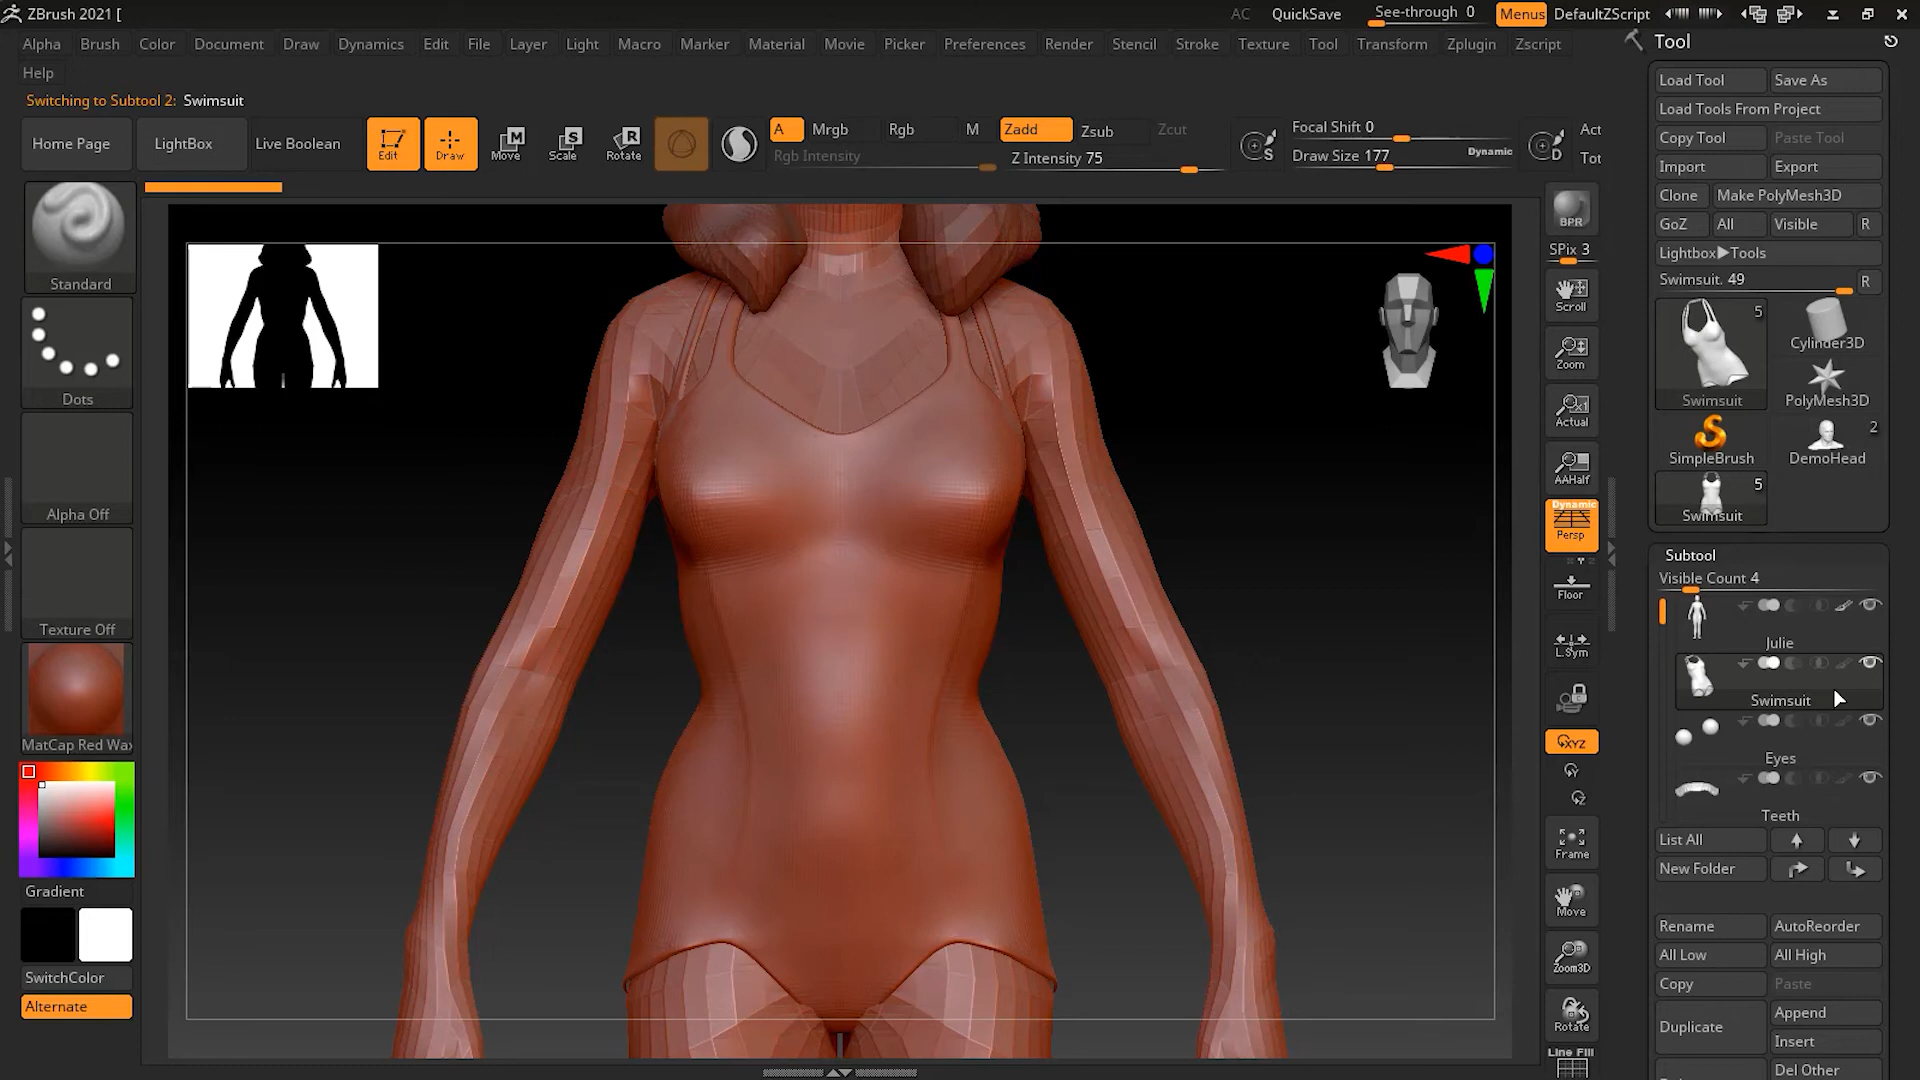 ZBrush 2021 [
AC QuickSave See-through 0 Menus DefaultZScript
Alpha Brush Color Document Draw Dynamics Edit File Layer Light Macro Marker Material Movie Picker Preferences Render Stencil Stroke Texture Tool Transform Zplugin Zscript
Help
Switching to Subtool 2: Swimsuit
Home Page LightBox Live Boolean Edit Draw Move Scale Rotate
A Mrgb Rgb M Zadd Zsub Zcut
Rgb Intensity Z Intensity 75
Focal Shift 0
Draw Size 177 Dynamic
Act
Tot
Standard
Dots
Alpha Off
Texture Off
MatCap Red Wax
Gradient
SwitchColor
Alternate
BPR
SPix 3
Scroll
Zoom
Actual
AAHalf
Dynamic
Persp
Floor
L.Sym
XYZ
Frame
Move
Zoom3D
Rotate
Line Fill
Tool
Load Tool Save As
Load Tools From Project
Copy Tool Paste Tool
Import Export
Clone Make PolyMesh3D
GoZ All Visible R
Lightbox▶Tools
Swimsuit. 49 R
5
Cylinder3D
Swimsuit PolyMesh3D
2
SimpleBrush DemoHead
5
Swimsuit
Subtool
Visible Count 4
Julie
Swimsuit
Eyes
Teeth
List All
New Folder
Rename AutoReorder
All Low All High
Copy Paste
Duplicate Append
Insert
Del Other